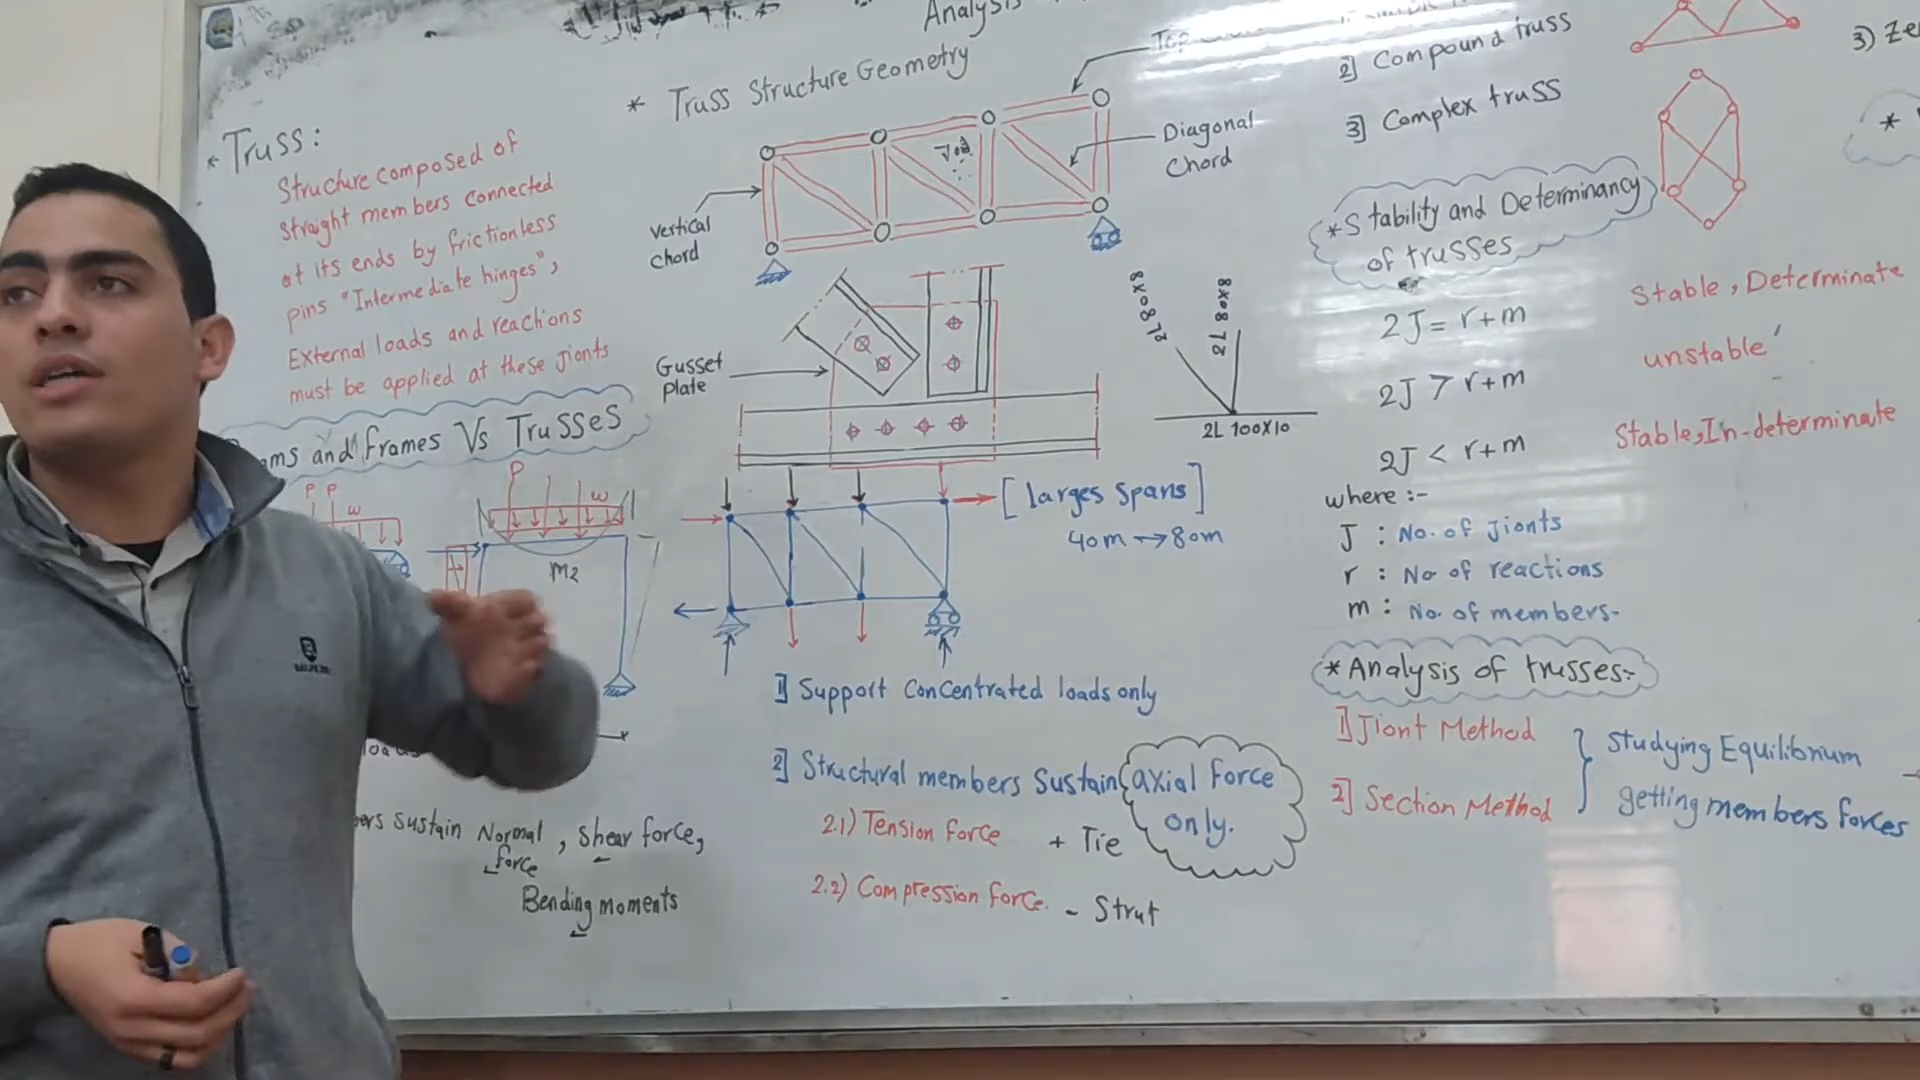 Analysis
* Truss:
Structure composed of
straight members connected
at its ends by frictionless
pins "Intermediate hinges",
External loads and reactions
must be applied at these Jionts
* Truss Structure Geometry
Top
vertical
chord
Diagonal
Chord
Gusset
plate
2L 100X10
ams and frames Vs Trusses
P P
w
P
w
M2
[larges spans]
40m → 80m
1] Support Concentrated loads only
2] Structural members Sustain axial force
only.
2.1) Tension force + Tie
2.2) Compression force. - Strut
ers sustain Normal , shear force,
force
Bending moments
2] Compound truss
3] Complex truss
*Stability and Determinancy
of trusses
2J = r+m Stable, Determinate
2J > r+m unstable
2J < r+m Stable, In-determinate
where :-
J : No. of Jionts
r : No of reactions
m : No. of members.
* Analysis of trusses:-
1] Jiont Method } Studying Equilibrium
2] Section Method getting members forces
3) Ze
*